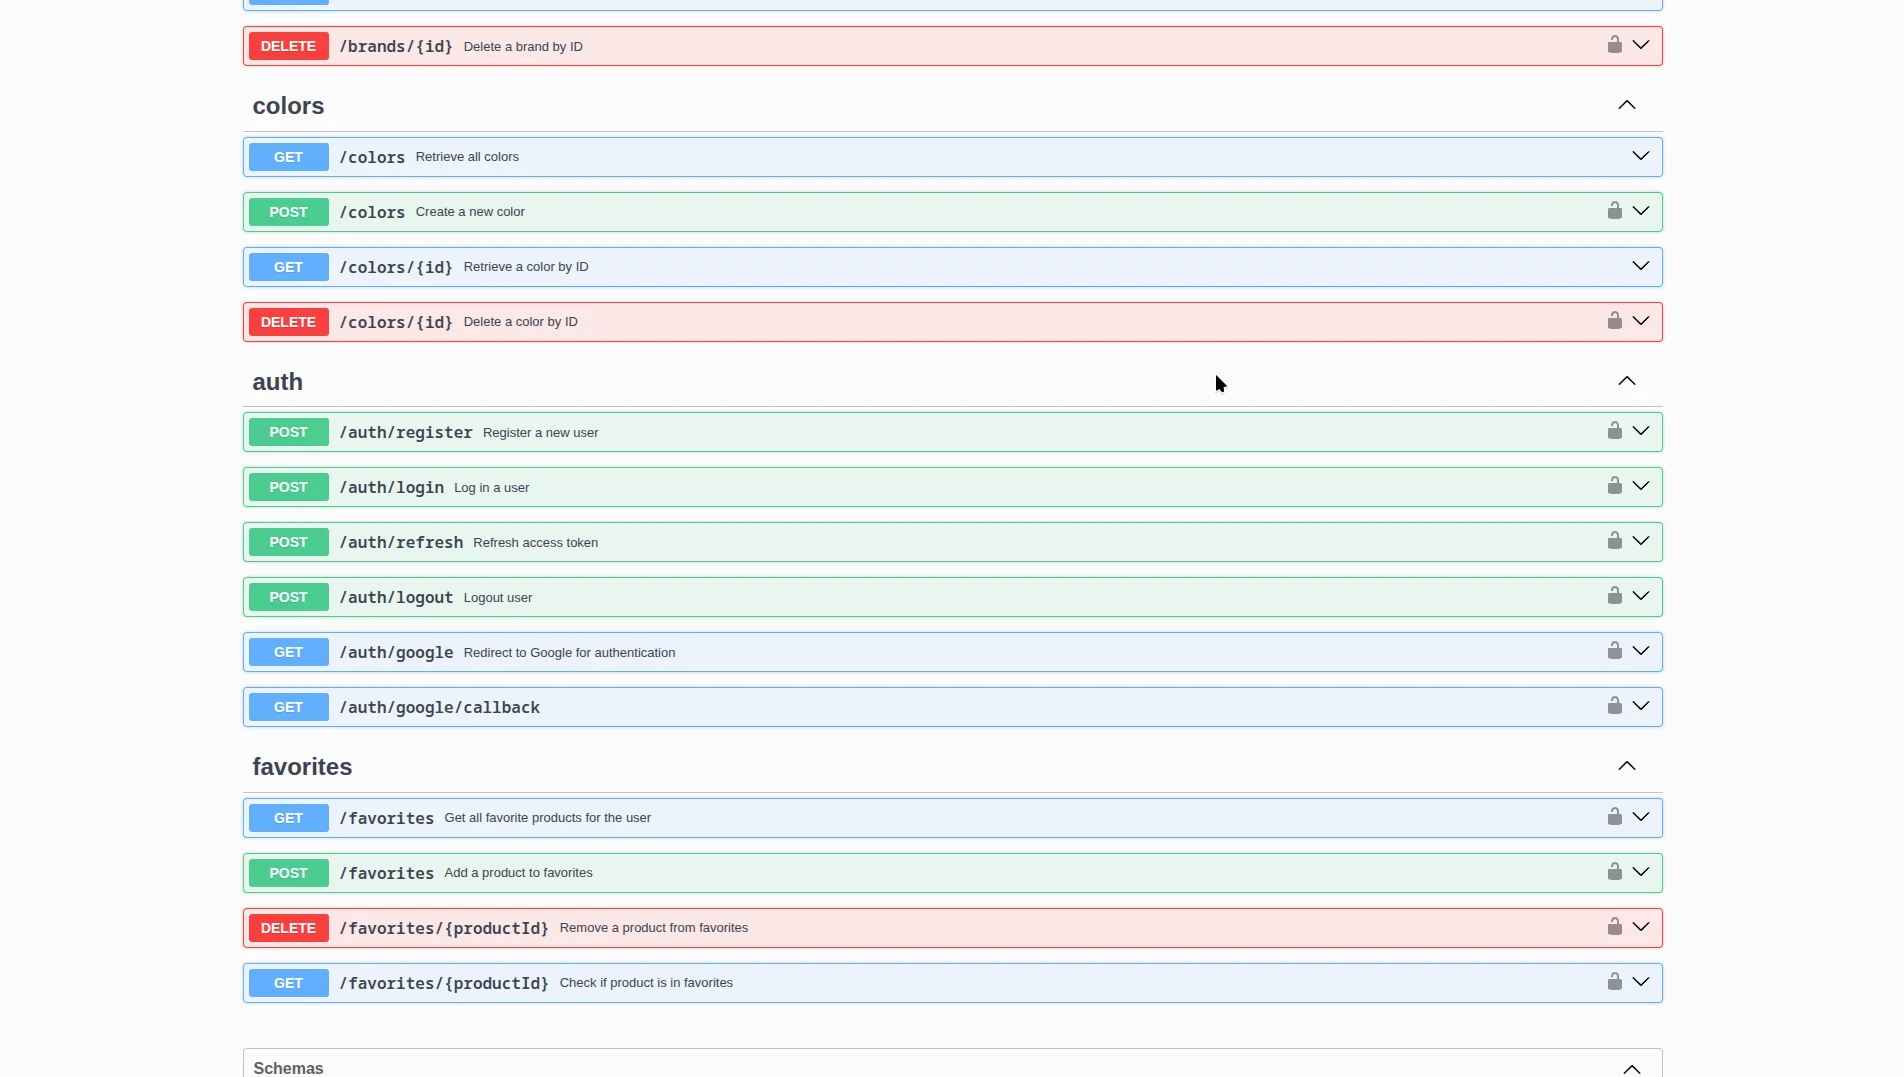 DELETE /brands/{id} Delete a brand by ID
colors
GET /colors Retrieve all colors
POST /colors Create a new color
GET /colors/{id} Retrieve a color by ID
DELETE /colors/{id} Delete a color by ID
auth
POST /auth/register Register a new user
POST /auth/login Log in a user
POST /auth/refresh Refresh access token
POST /auth/logout Logout user
GET /auth/google Redirect to Google for authentication
GET /auth/google/callback
favorites
GET /favorites Get all favorite products for the user
POST /favorites Add a product to favorites
DELETE /favorites/{productId} Remove a product from favorites
GET /favorites/{productId} Check if product is in favorites
Schemas